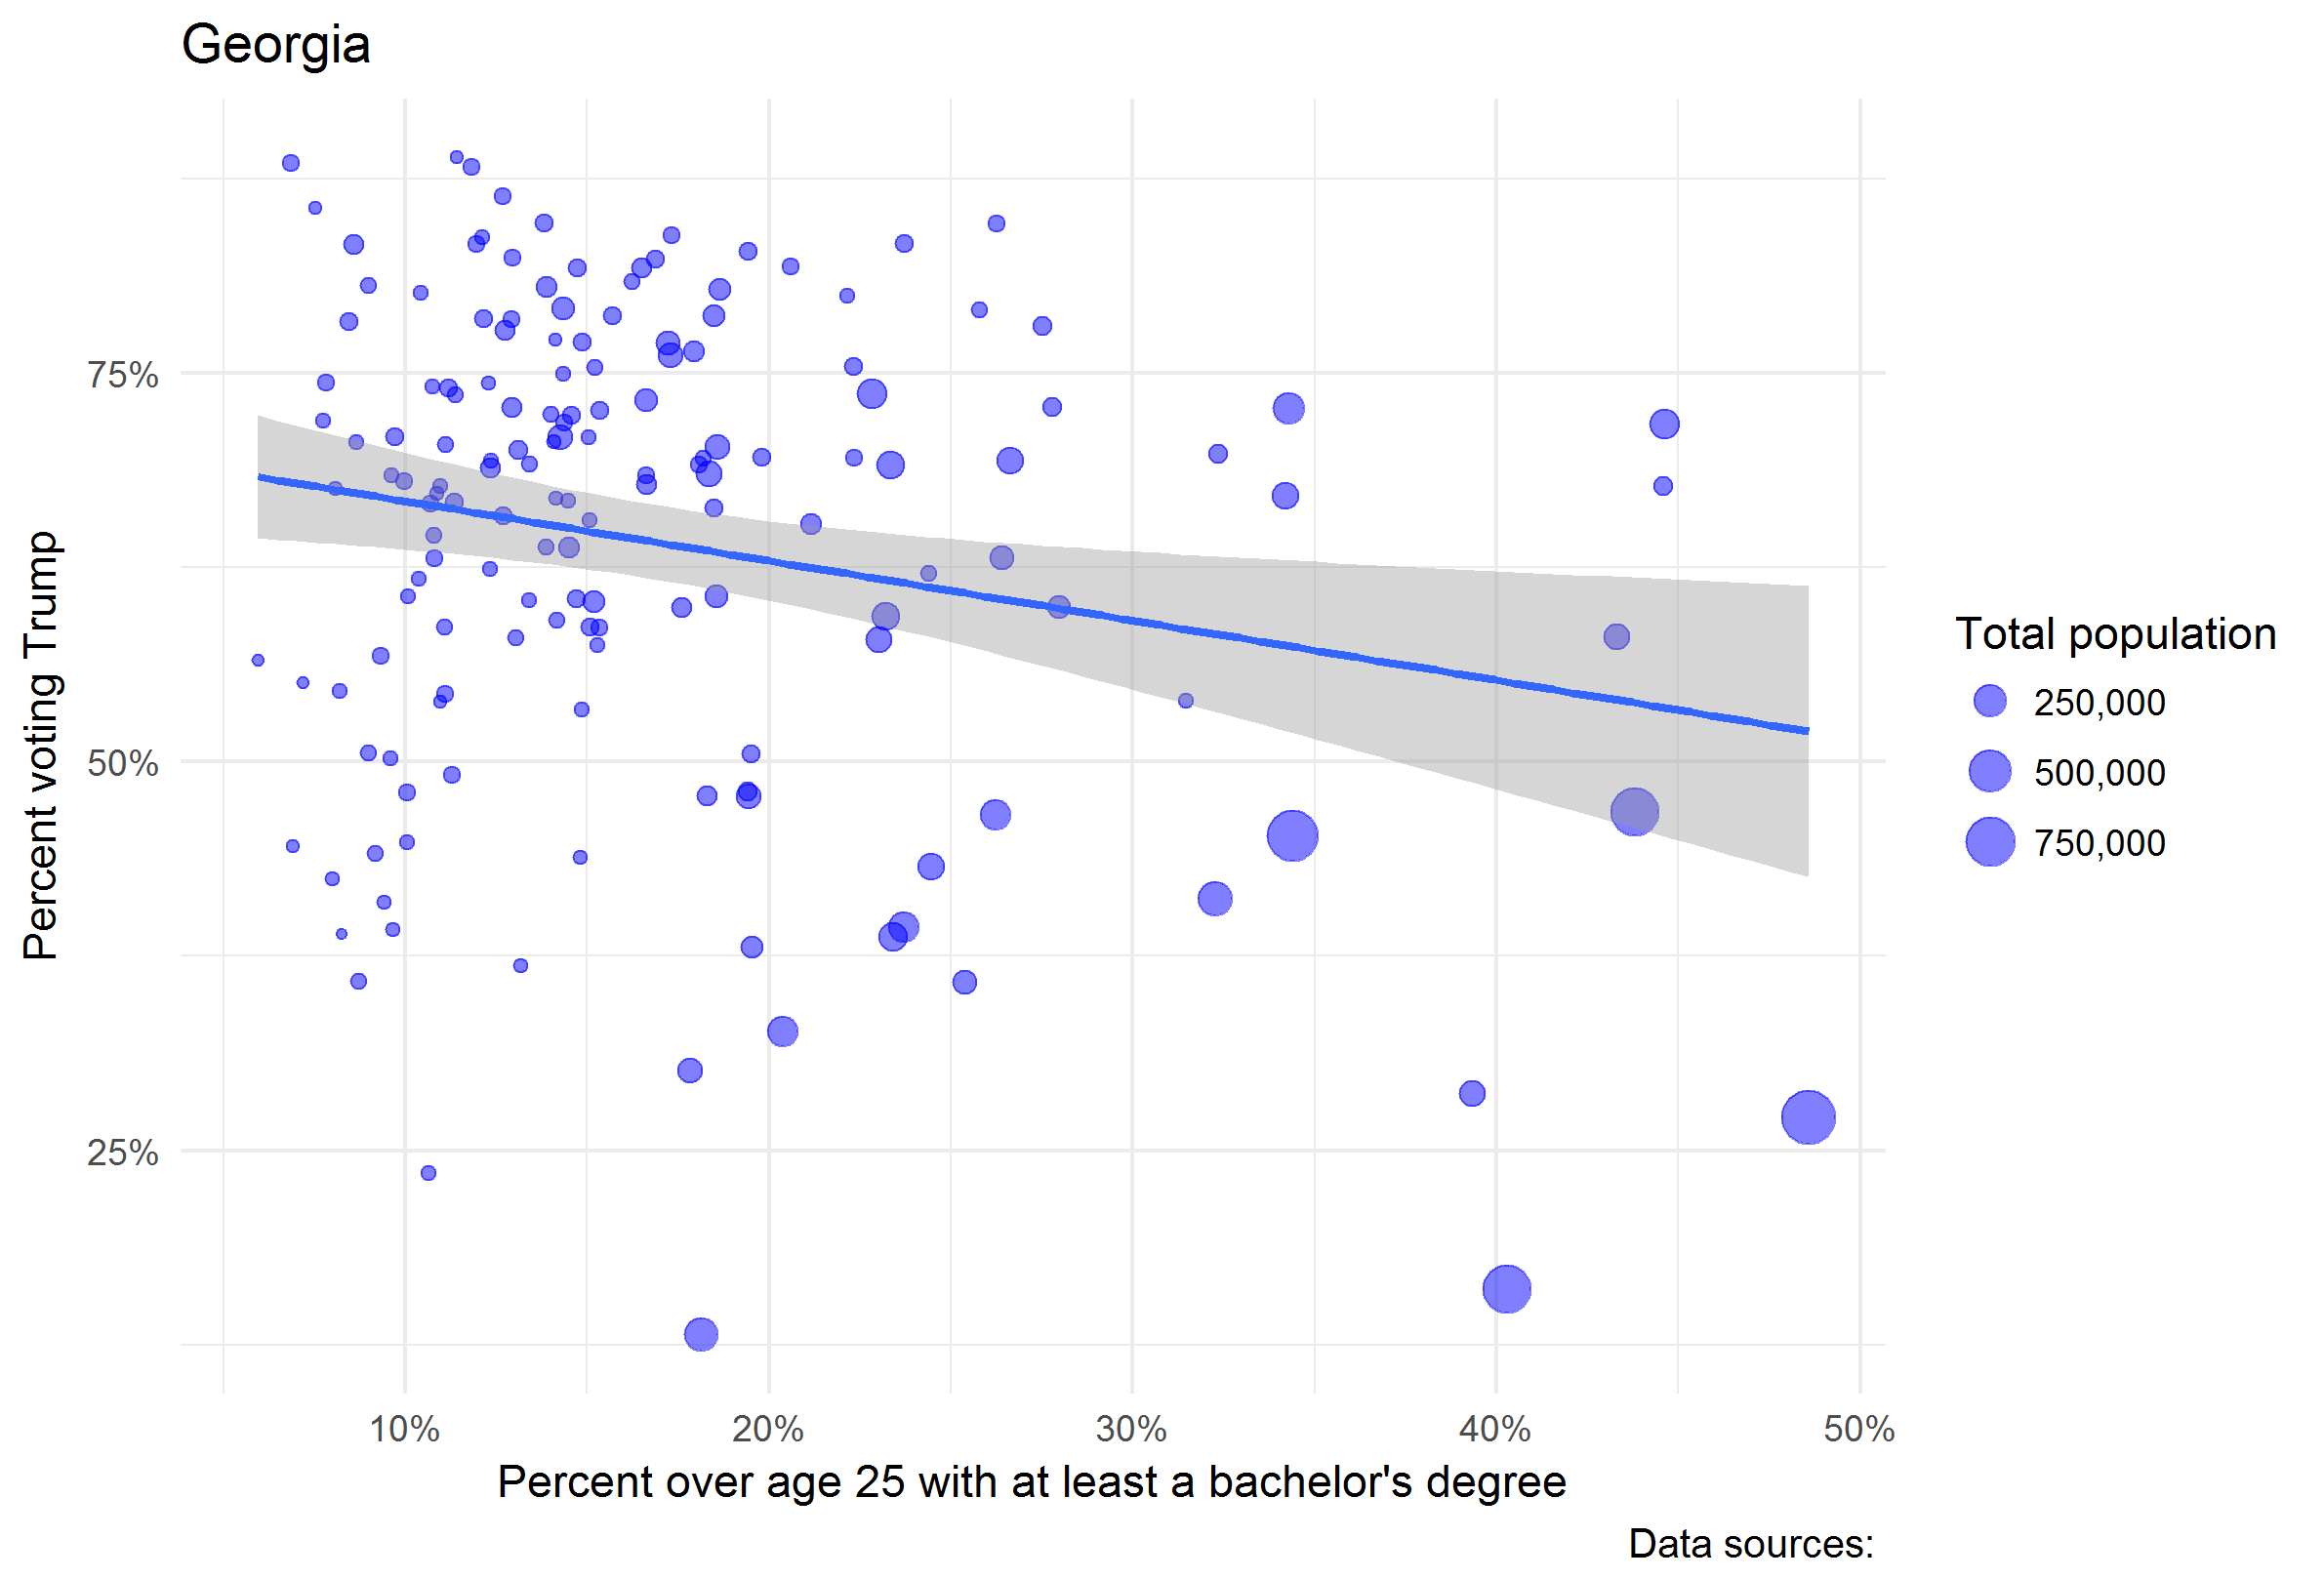 Georgia
Percent voting Trump
75%
50%
25%
10% 20% 30% 40% 50%
Percent over age 25 with at least a bachelor's degree
Total population
250,000
500,000
750,000
Data sources: